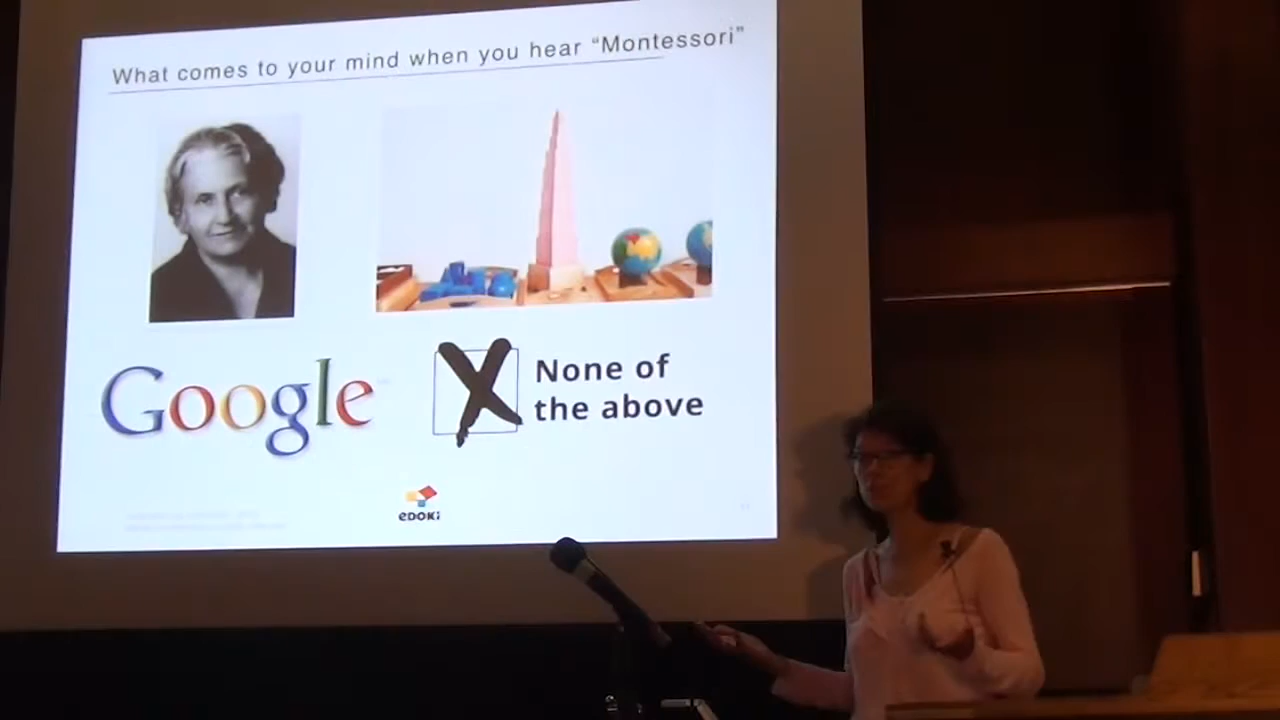 What comes to your mind when you hear “Montessori”
Google
None of
the above
eDOKi